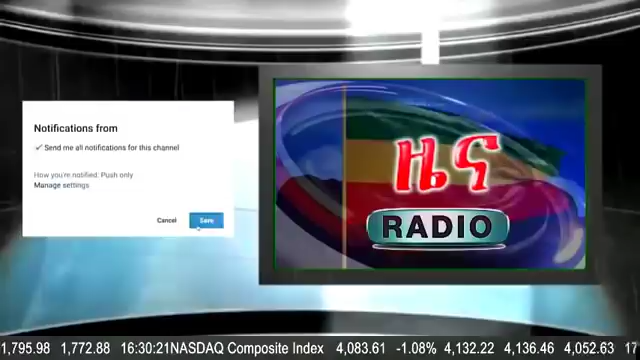 Notifications from
Send me all notifications for this channel
How you're notified: Push only
Manage settings
Cancel
Save
ዜና
RADIO
1,795.98 1,772.88 16:30:21NASDAQ Composite Index 4,083.61 -1.08% 4,132.22 4,136.46 4,052.63 17